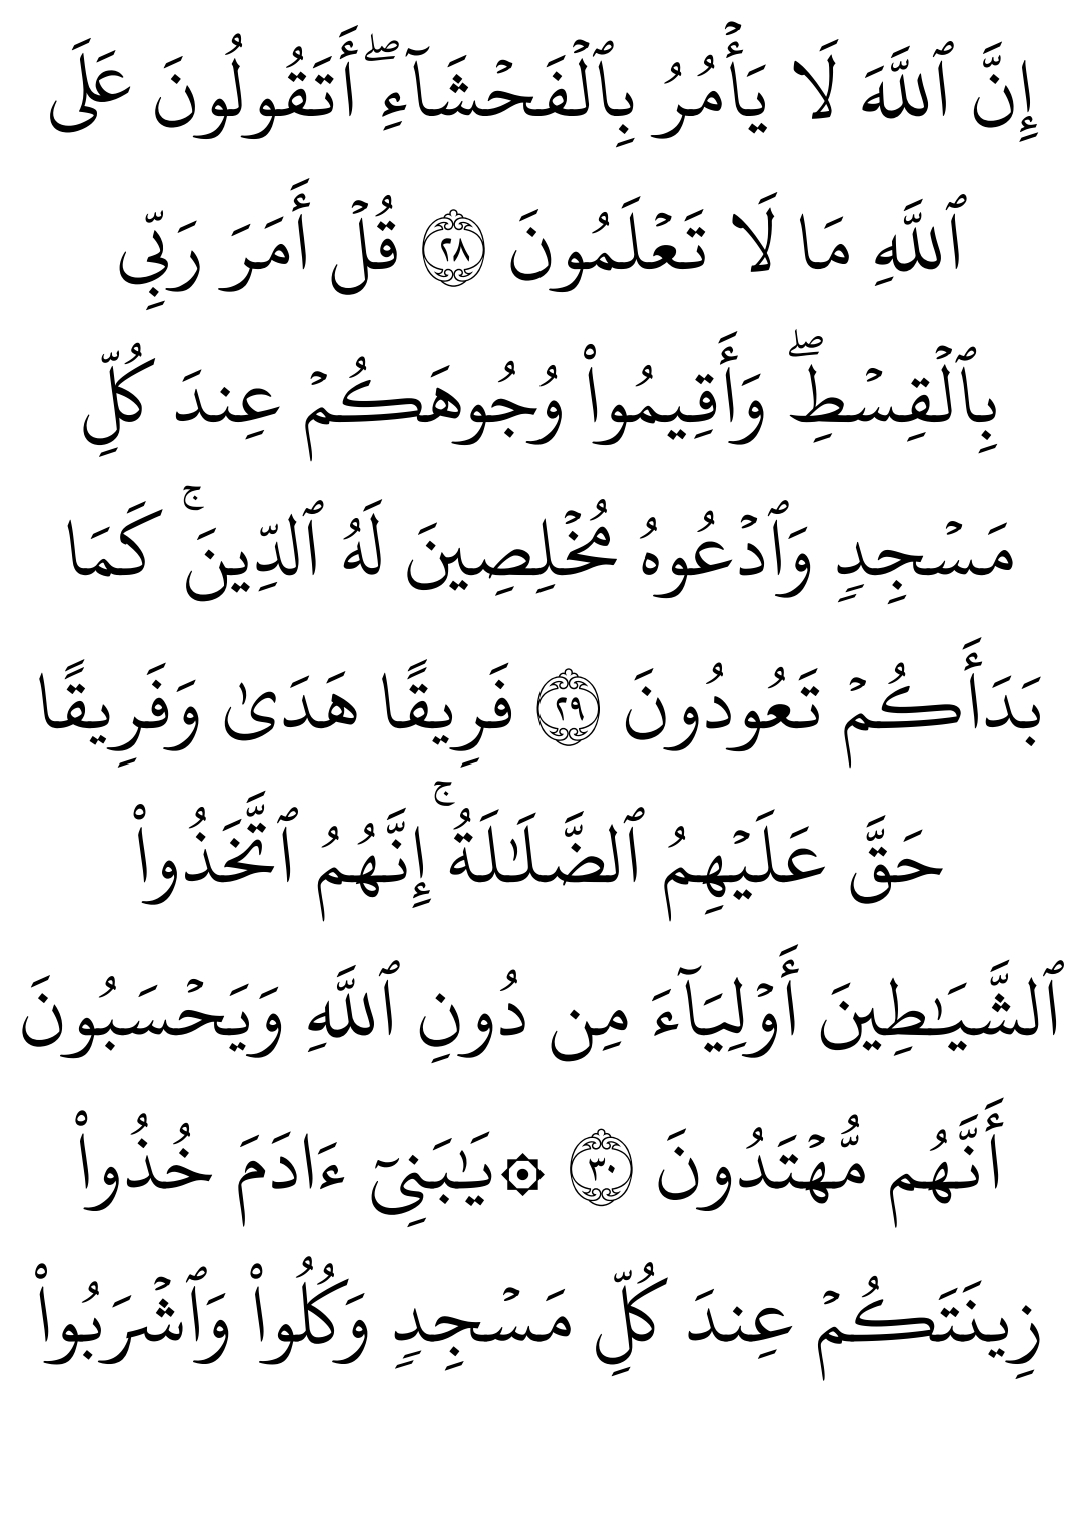 إِنَّ ٱللَّهَ لَا يَأۡمُرُ بِٱلۡفَحۡشَآءِۖ أَتَقُولُونَ عَلَى
ٱللَّهِ مَا لَا تَعۡلَمُونَ ٢٨ قُلۡ أَمَرَ رَبِّي
بِٱلۡقِسۡطِۖ وَأَقِيمُواْ وُجُوهَكُمۡ عِندَ كُلِّ
مَسۡجِدٖ وَٱدۡعُوهُ مُخۡلِصِينَ لَهُ ٱلدِّينَۚ كَمَا
بَدَأَكُمۡ تَعُودُونَ ٢٩ فَرِيقًا هَدَىٰ وَفَرِيقًا
حَقَّ عَلَيۡهِمُ ٱلضَّلَٰلَةُۚ إِنَّهُمُ ٱتَّخَذُواْ
ٱلشَّيَٰطِينَ أَوۡلِيَآءَ مِن دُونِ ٱللَّهِ وَيَحۡسَبُونَ
أَنَّهُم مُّهۡتَدُونَ ٣٠ ۞يَٰبَنِيٓ ءَادَمَ خُذُواْ
زِينَتَكُمۡ عِندَ كُلِّ مَسۡجِدٖ وَكُلُواْ وَٱشۡرَبُواْ